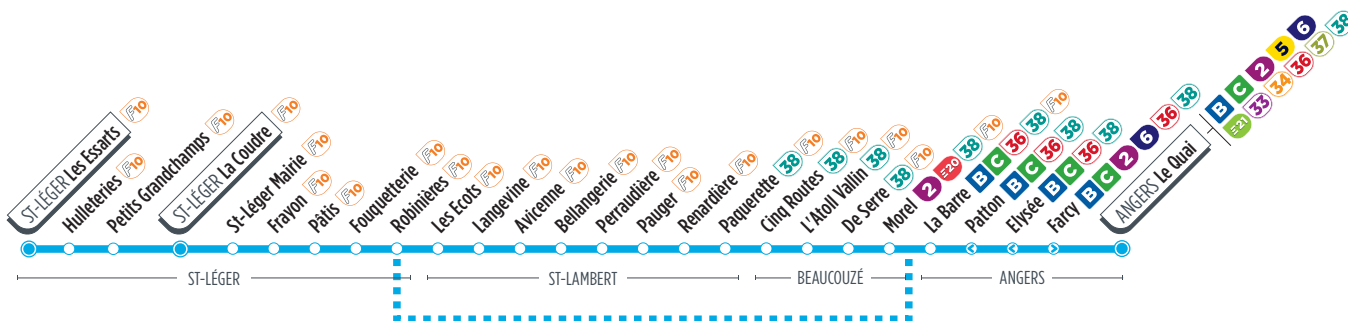 ST-LÉGER Les Essarts F10
Hulleteries F10
Petits Grandchamps F10
ST-LÉGER La Coudre F10
St-Léger Mairie F10
Frayon F10
Pâtis F10
Fouquetterie F10
Robinières F10
Les Ecots F10
Langevine F10
Avicenne F10
Bellangerie F10
Perraudière F10
Pauger F10
Renardière F10
Paquerette 38 F10
Cinq Routes 38 F10
L'Atoll Vallin 38 F10
De Serre 38 F10
Morel 2 E20 38 F10
La Barre B C 36 38 F10
Patton B C 36 38
Elysée B C 36 38
Farcy B C 2 6 36 38
ANGERS Le Quai
B C 2 5 6
E21 33 34 36 37 38
ST-LÉGER
ST-LAMBERT
BEAUCOUZÉ
ANGERS